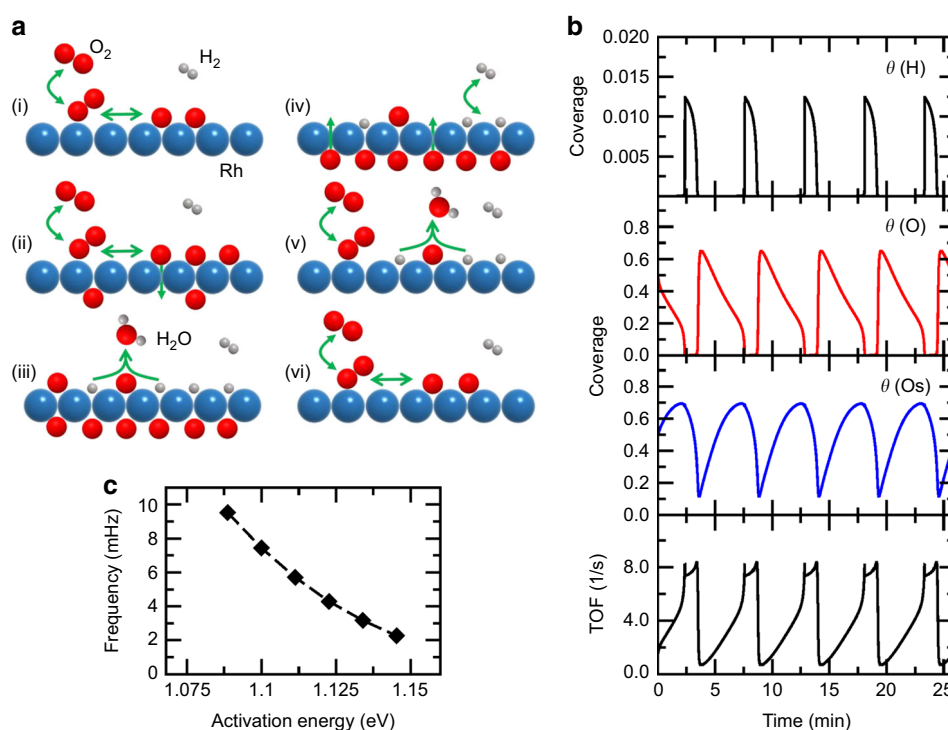 a
O2
H2
(i)
Rh
(ii)
(iii)
H2O
(iv)
(v)
(vi)
b
Coverage
0.020
0.015
0.010
0.005
θ (H)
Coverage
0.8
0.6
0.4
0.2
0.0
θ (O)
0.8
0.6
0.4
0.2
0.0
θ (Os)
TOF (1/s)
8.0
4.0
0.0
0 5 10 15 20 25
Time (min)
c
Frequency (mHz)
10
8
6
4
2
0
1.075 1.1 1.125 1.15
Activation energy (eV)